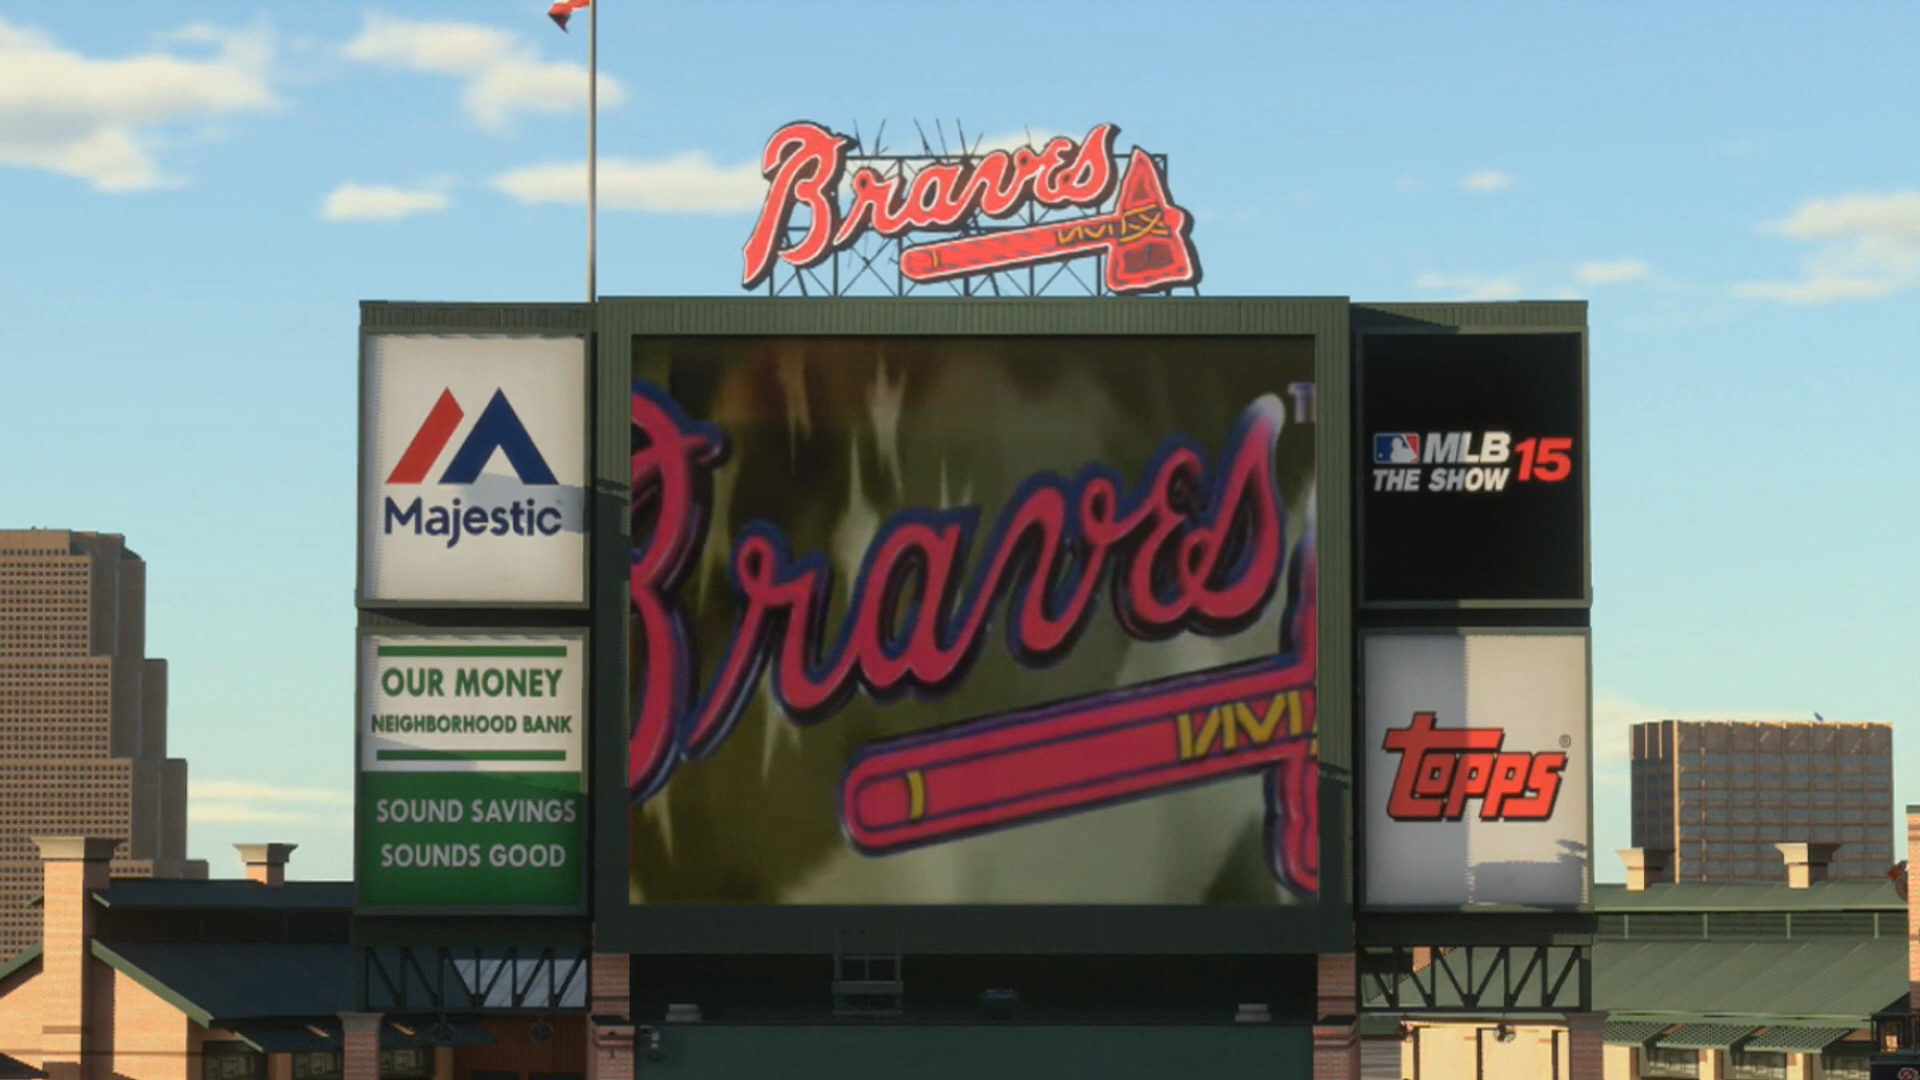 Braves
Majestic
OUR MONEY
NEIGHBORHOOD BANK
SOUND SAVINGS
SOUNDS GOOD
Braves
MLB 15
THE SHOW
Topps®